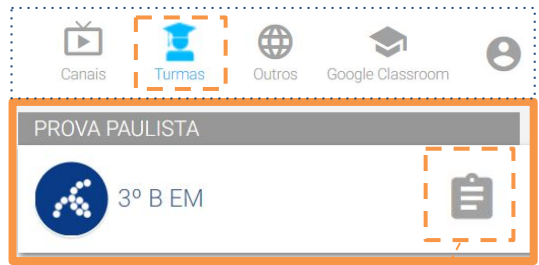 Canais Turmas Outros Google Classroom
PROVA PAULISTA
3º B EM